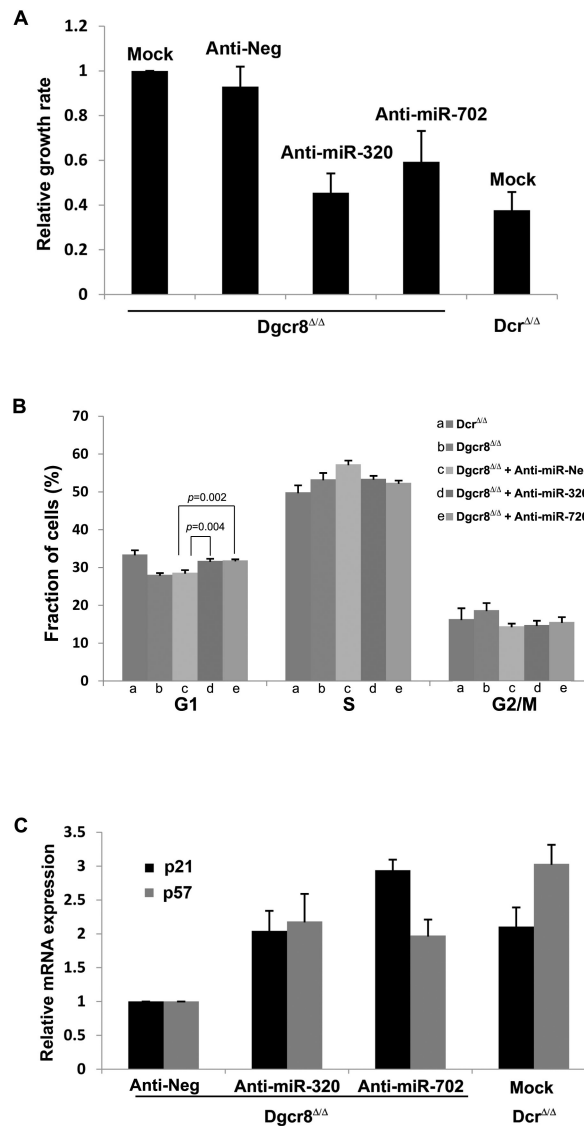 A
Relative growth rate
1.2
1
0.8
0.6
0.4
0.2
0
Mock
Anti-Neg
Anti-miR-320
Anti-miR-702
Mock
Dgcr8Δ/Δ
DcrΔ/Δ
B
Fraction of cells (%)
70
60
50
40
30
20
10
0
p=0.002
p=0.004
a DcrΔ/Δ
b Dgcr8Δ/Δ
c Dgcr8Δ/Δ + Anti-miR-Ne
d Dgcr8Δ/Δ + Anti-miR-320
e Dgcr8Δ/Δ + Anti-miR-720
a b c d e a b c d e a b c d e
G1 S G2/M
C
Relative mRNA expression
3.5
3
2.5
2
1.5
1
0.5
0
p21
p57
Anti-Neg Anti-miR-320 Anti-miR-702 Mock
Dgcr8Δ/Δ DcrΔ/Δ